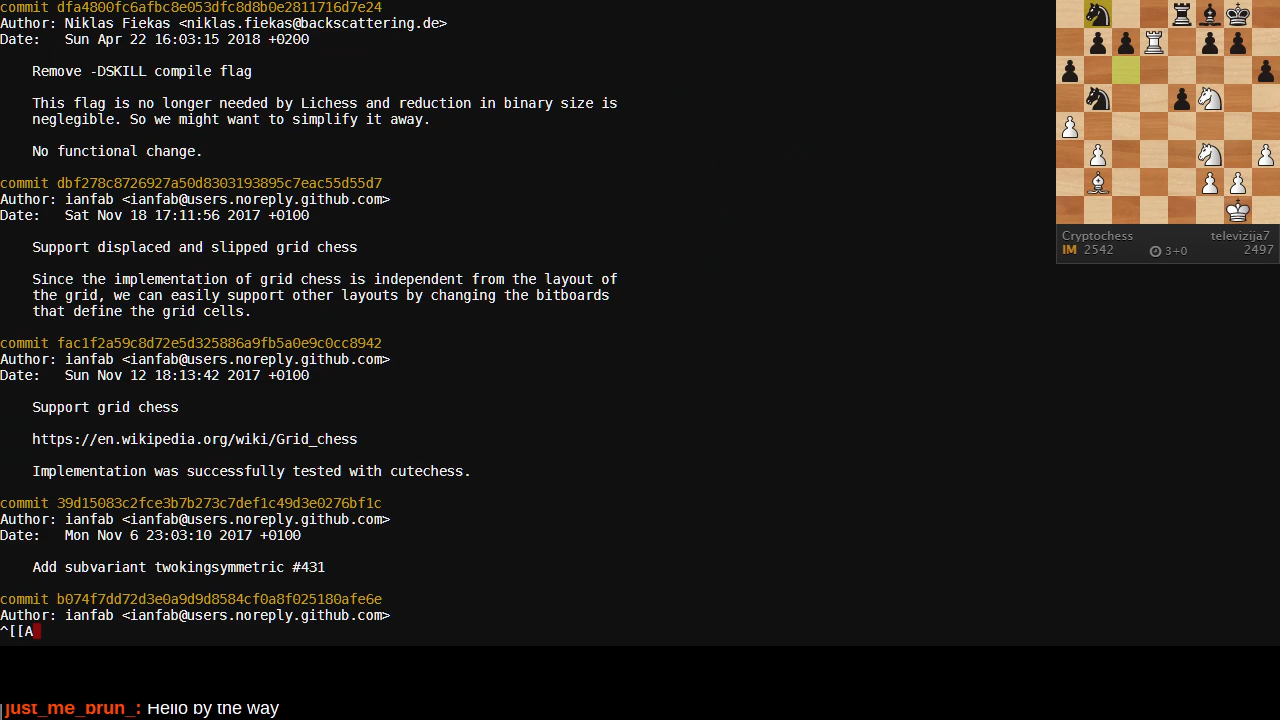 commit dfa4800fc6afbc8e053dfc8d8b0e2811716d7e24
Author: Niklas Fiekas <niklas.fiekas@backscattering.de>
Date:   Sun Apr 22 16:03:15 2018 +0200
Remove -DSKILL compile flag
This flag is no longer needed by Lichess and reduction in binary size is
neglegible. So we might want to simplify it away.
No functional change.
commit dbf278c8726927a50d8303193895c7eac55d55d7
Author: ianfab <ianfab@users.noreply.github.com>
Date:   Sat Nov 18 17:11:56 2017 +0100
Support displaced and slipped grid chess
Since the implementation of grid chess is independent from the layout of
the grid, we can easily support other layouts by changing the bitboards
that define the grid cells.
commit fac1f2a59c8d72e5d325886a9fb5a0e9c0cc8942
Author: ianfab <ianfab@users.noreply.github.com>
Date:   Sun Nov 12 18:13:42 2017 +0100
Support grid chess
https://en.wikipedia.org/wiki/Grid_chess
Implementation was successfully tested with cutechess.
commit 39d15083c2fce3b7b273c7def1c49d3e0276bf1c
Author: ianfab <ianfab@users.noreply.github.com>
Date:   Mon Nov 6 23:03:10 2017 +0100
Add subvariant twokingsymmetric #431
commit b074f7dd72d3e0a9d9d8584cf0a8f025180afe6e
Author: ianfab <ianfab@users.noreply.github.com>
^[[A
Cryptochess televizija7
IM 2542 3+0 2497
just_me_brun_: Hello by the way